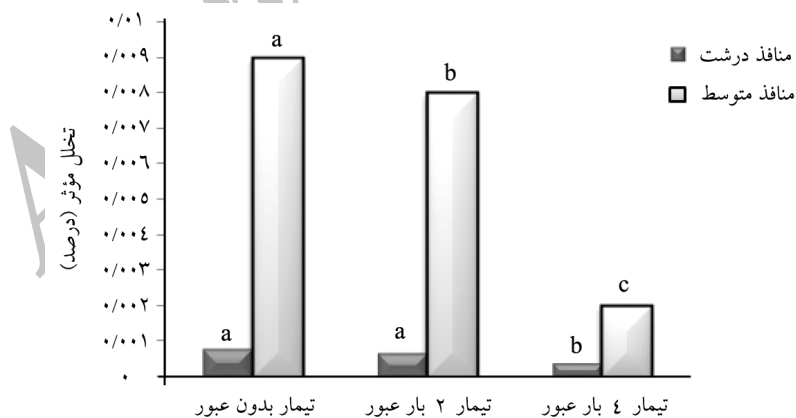 ۰/۰۱
۰/۰۰۹
۰/۰۰۸
۰/۰۰۷
۰/۰۰۶
۰/۰۰۵
۰/۰۰٤
۰/۰۰۳
۰/۰۰۲
۰/۰۰۱
۰
تخلل مؤثر (درصد)
a
b
c
a
a
b
منافذ درشت
منافذ متوسط
تیمار بدون عبور
تیمار ۲ بار عبور
تیمار ٤ بار عبور